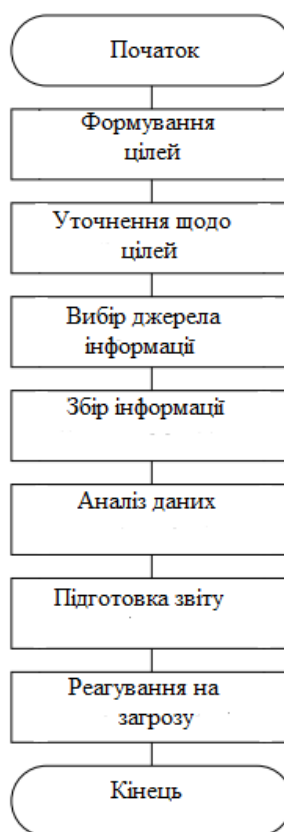 Початок
Формування
цілей
Уточнення щодо
цілей
Вибір джерела
інформації
Збір інформації
Аналіз даних
Підготовка звіту
Реагування на
загрозу
Кінець